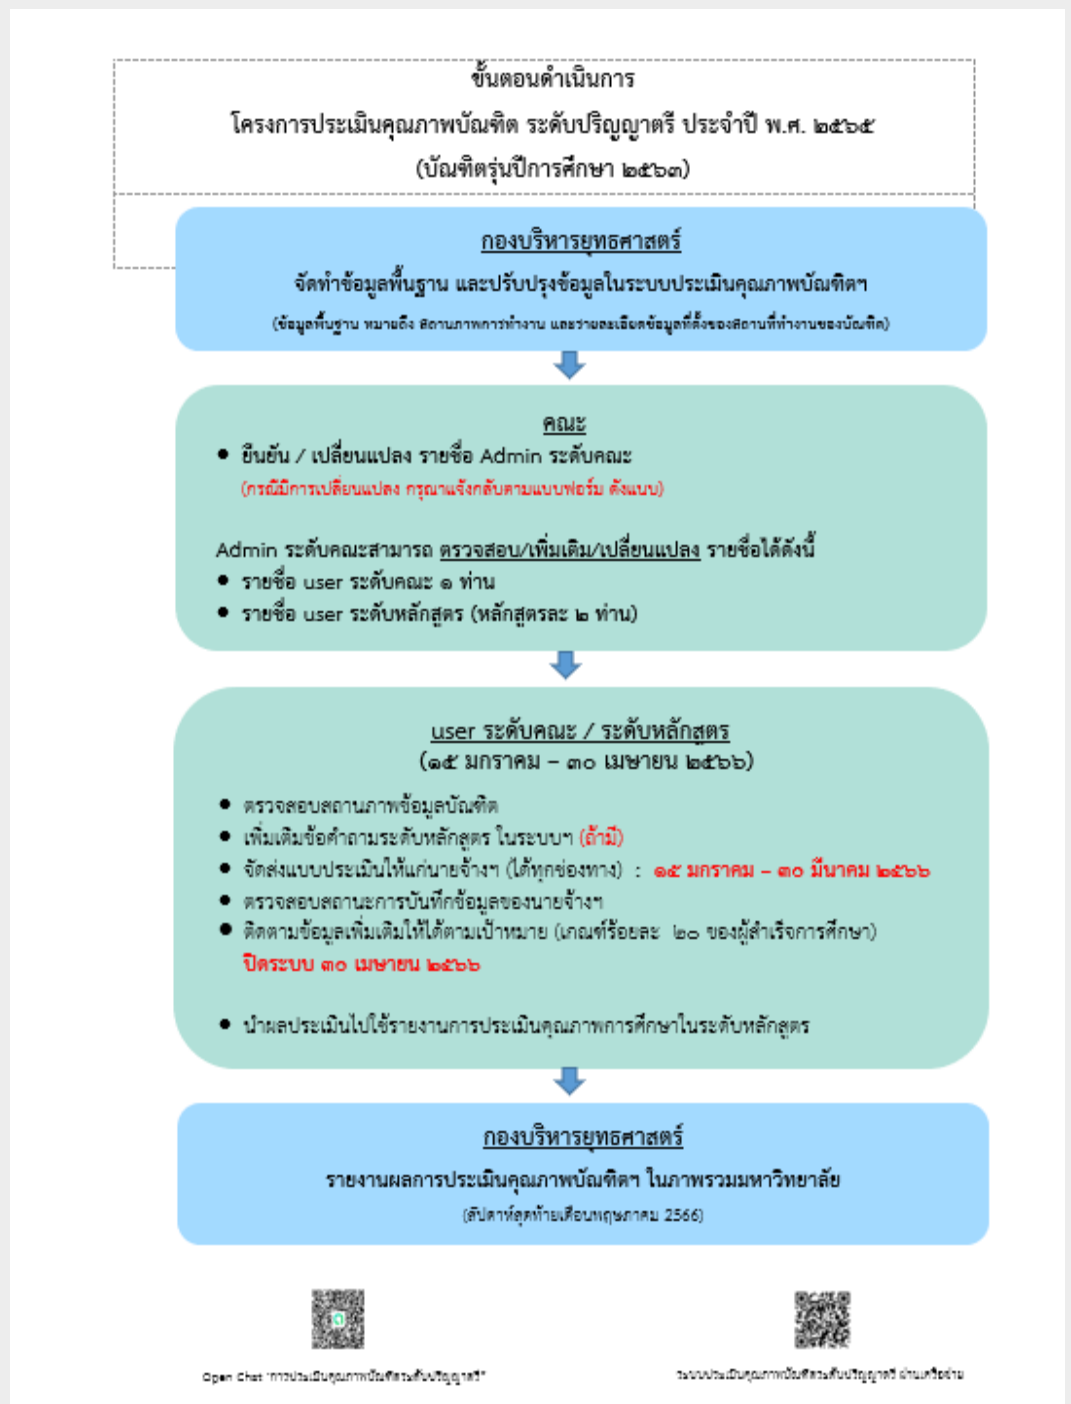 ขั้นตอนดำเนินการ
โครงการประเมินคุณภาพบัณฑิต ระดับปริญญาตรี ประจำปี พ.ศ. ๒๕๖๕
(บัณฑิตรุ่นปีการศึกษา ๒๕๖๓)
กองบริหารยุทธศาสตร์
จัดทำข้อมูลพื้นฐาน และปรับปรุงข้อมูลในระบบประเมินคุณภาพบัณฑิตฯ
(ข้อมูลพื้นฐาน หมายถึง สถานภาพการทำงาน และรายละเอียดข้อมูลที่ตั้งของสถานที่ทำงานของบัณฑิต)
คณะ
● ยืนยัน / เปลี่ยนแปลง รายชื่อ Admin ระดับคณะ
(กรณีมีการเปลี่ยนแปลง กรุณาแจ้งกลับตามแบบฟอร์ม ดังแนบ)
Admin ระดับคณะสามารถ ตรวจสอบ/เพิ่มเติม/เปลี่ยนแปลง รายชื่อได้ดังนี้
● รายชื่อ user ระดับคณะ ๑ ท่าน
● รายชื่อ user ระดับหลักสูตร (หลักสูตรละ ๒ ท่าน)
user ระดับคณะ / ระดับหลักสูตร
(๑๕ มกราคม – ๓๐ เมษายน ๒๕๖๖)
● ตรวจสอบสถานภาพข้อมูลบัณฑิต
● เพิ่มเติมข้อคำถามระดับหลักสูตร ในระบบฯ (ถ้ามี)
● จัดส่งแบบประเมินให้แก่นายจ้างฯ (ได้ทุกช่องทาง) : ๑๕ มกราคม – ๓๐ มีนาคม ๒๕๖๖
● ตรวจสอบสถานะการบันทึกข้อมูลของนายจ้างฯ
● ติดตามข้อมูลเพิ่มเติมให้ได้ตามเป้าหมาย (เกณฑ์ร้อยละ ๒๐ ของผู้สำเร็จการศึกษา)
ปิดระบบ ๓๐ เมษายน ๒๕๖๖
● นำผลประเมินไปใช้รายงานการประเมินคุณภาพการศึกษาในระดับหลักสูตร
กองบริหารยุทธศาสตร์
รายงานผลการประเมินคุณภาพบัณฑิตฯ ในภาพรวมมหาวิทยาลัย
(สัปดาห์สุดท้ายเดือนพฤษภาคม 2566)
Open Chat "การประเมินคุณภาพบัณฑิตระดับปริญญาตรี"
ระบบประเมินคุณภาพบัณฑิตระดับปริญญาตรี ผ่านเครือข่าย